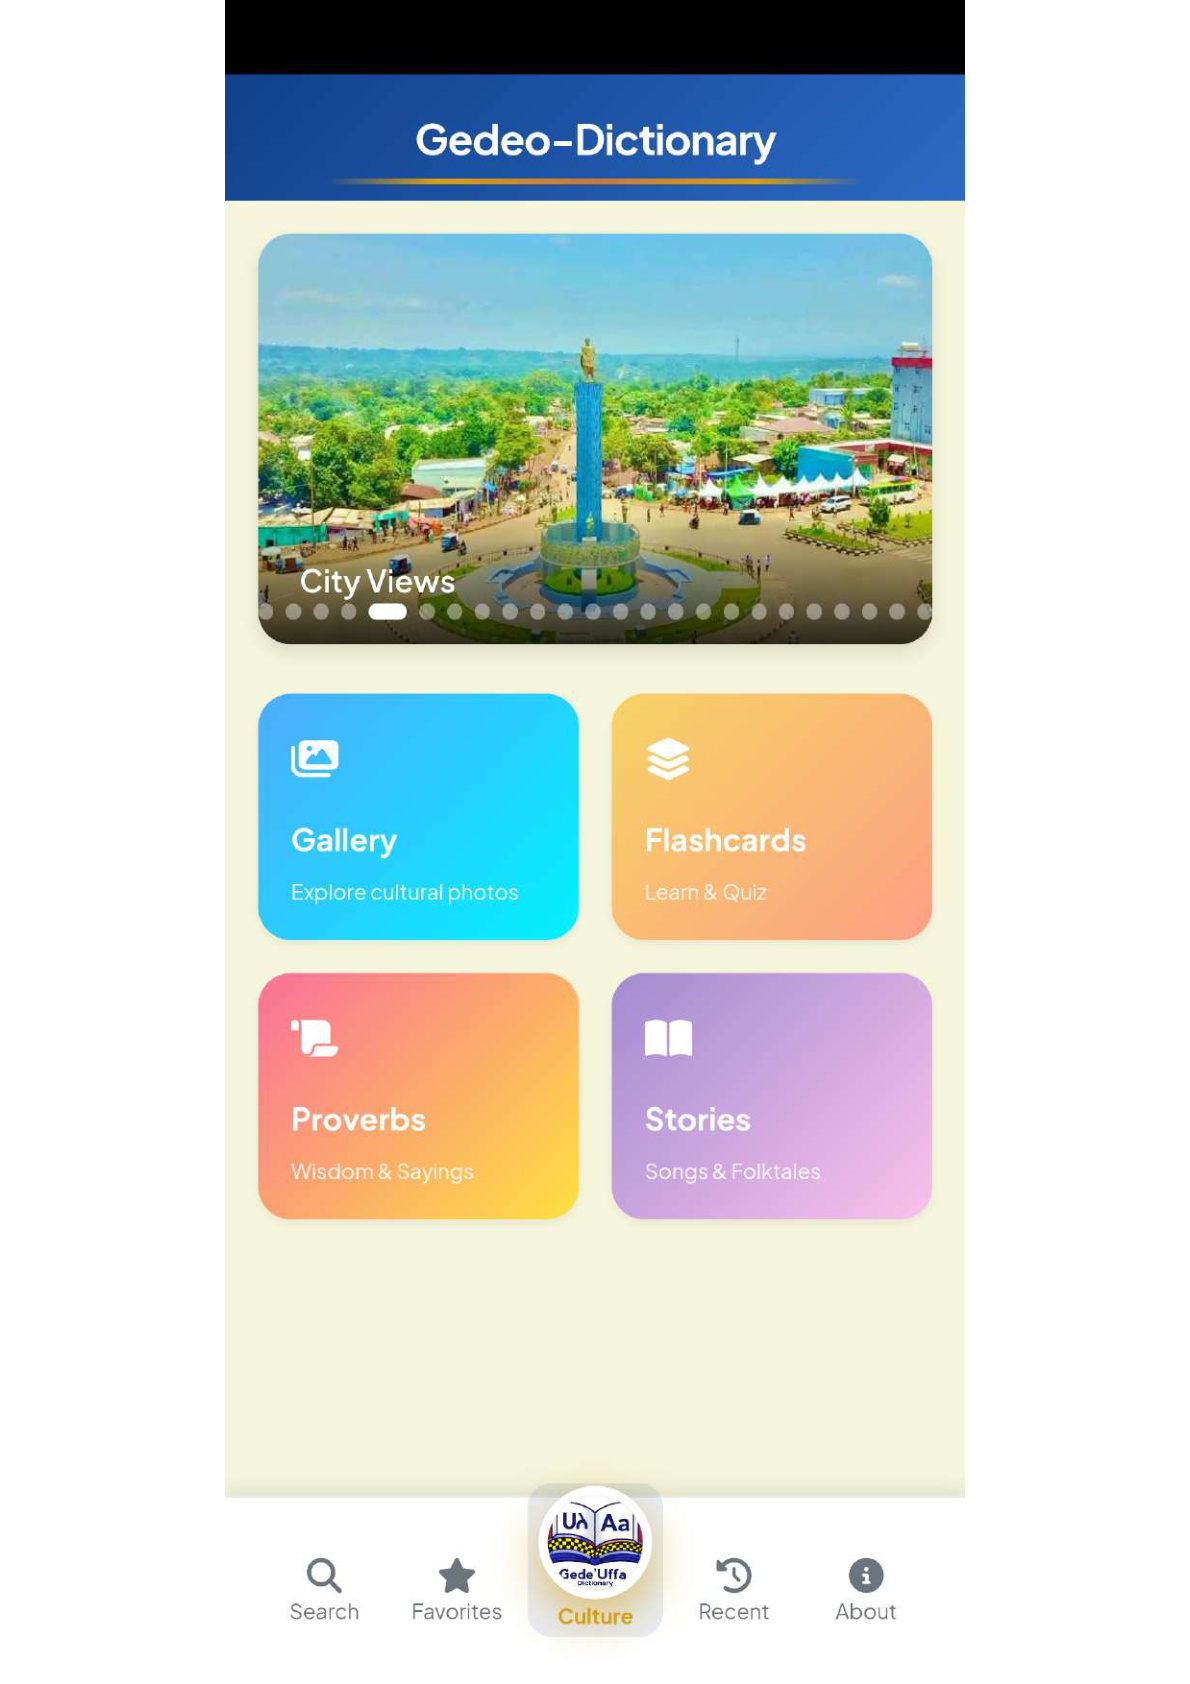 Gedeo-Dictionary
City Views
Gallery
Explore cultural photos
Flashcards
Learn & Quiz
Proverbs
Wisdom & Sayings
Stories
Songs & Folktales
Search
Favorites
Aa
Gede'Uffa
Dictionary
Culture
Recent
About